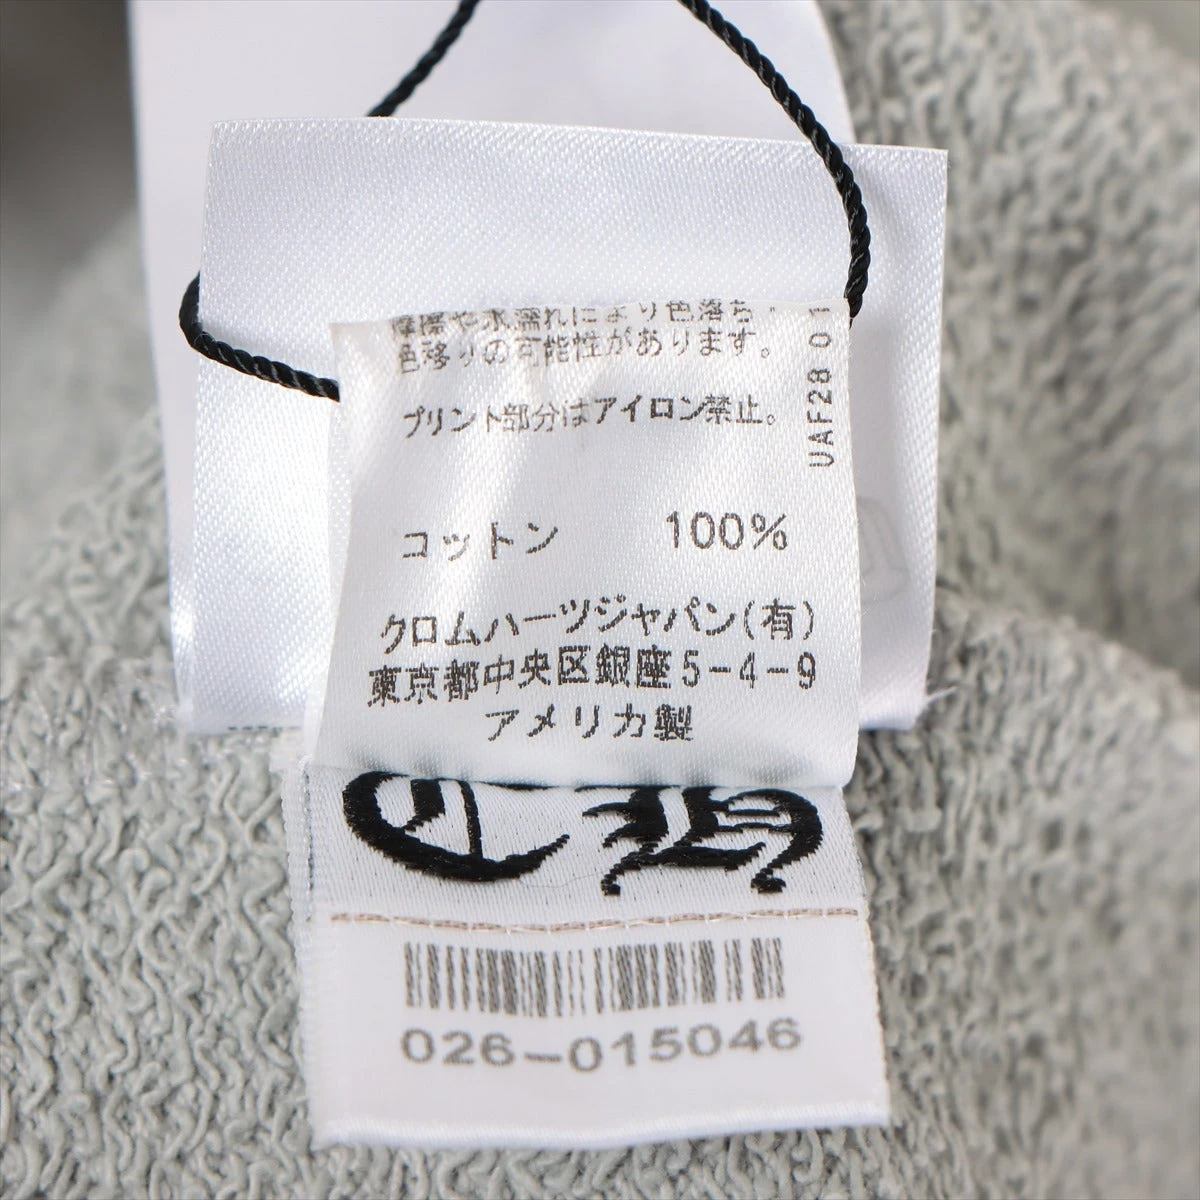 摩擦や水濡れにより色落ち・
色移りの可能性があります。
プリント部分はアイロン禁止。
コットン 100%
クロムハーツジャパン(有)
東京都中央区銀座5-4-9
アメリカ製
UAF28 01
CH
026-015046